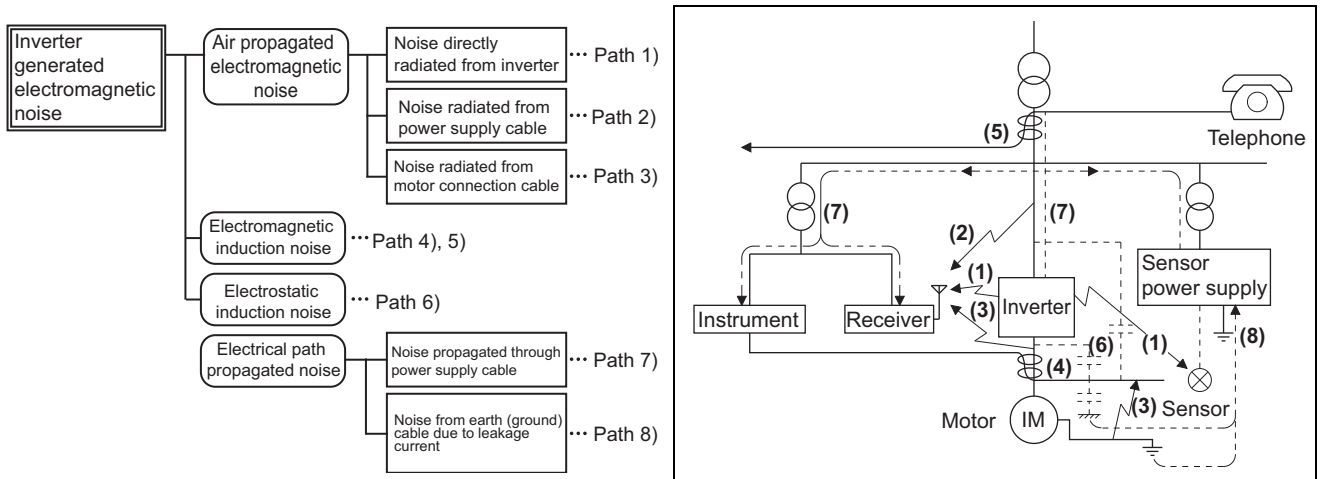 Inverter
generated
electromagnetic
noise
Air propagated
electromagnetic
noise
Noise directly
radiated from inverter
··· Path 1)
Noise radiated from
power supply cable
··· Path 2)
Noise radiated from
motor connection cable
··· Path 3)
Electromagnetic
induction noise
···Path 4), 5)
Electrostatic
induction noise
··· Path 6)
Electrical path
propagated noise
Noise propagated through
power supply cable
··· Path 7)
Noise from earth (ground)
cable due to leakage
current
··· Path 8)
Telephone
(5)
(7)
(7)
(2)
(1)
(3)
Instrument
Receiver
Inverter
Sensor
power supply
(6)
(1)
(8)
(4)
(3)
Sensor
Motor
IM